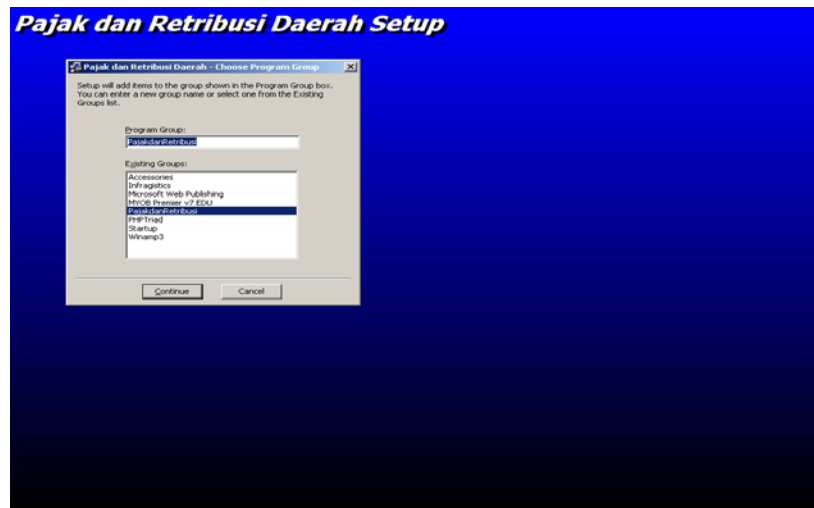 Pajak dan Retribusi Daerah Setup
Pajak dan Retribusi Daerah - Choose Program Group
Setup will add items to the group shown in the Program Group box.
You can enter a new group name or select one from the Existing
Groups list.
Program Group:
PajakdanRetribusi
Existing Groups:
Accessories
Infragistics
Microsoft Web Publishing
MYOB Premier v7 EDU
PajakdanRetribusi
PHPTriad
Startup
Winamp3
Continue
Cancel